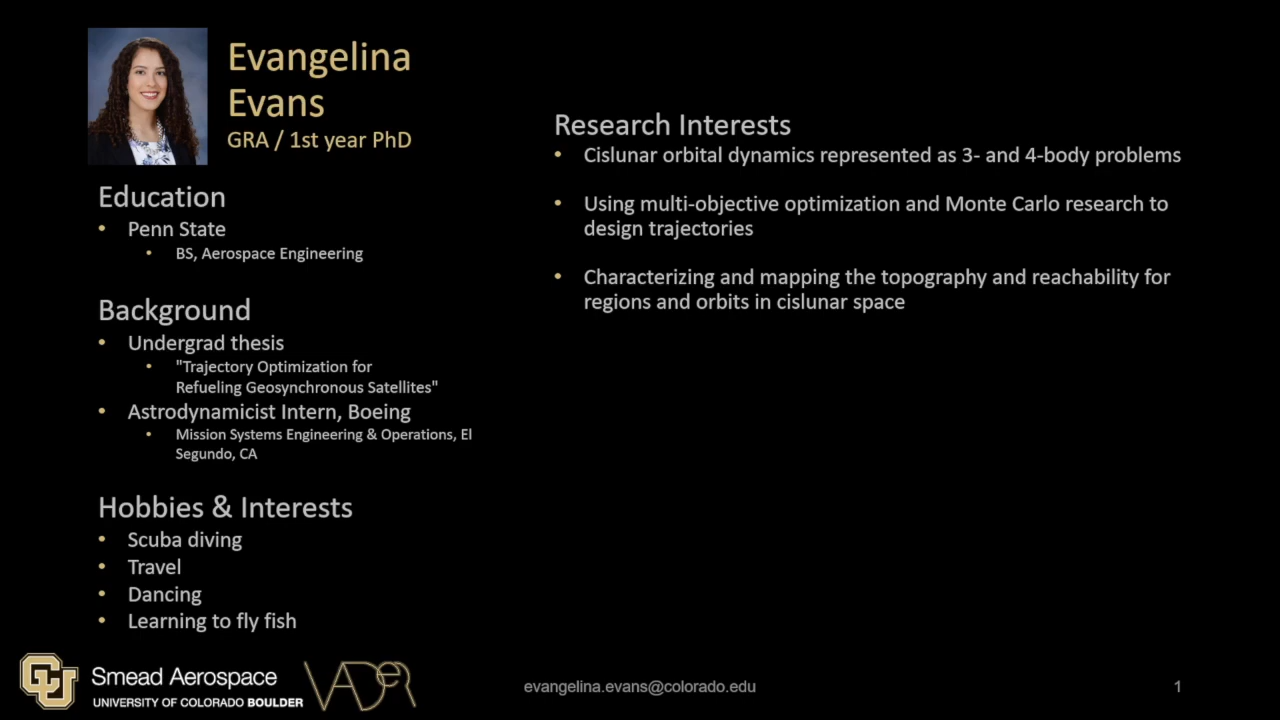 Evangelina
Evans
GRA / 1st year PhD
Education
• Penn State
• BS, Aerospace Engineering
Background
• Undergrad thesis
• "Trajectory Optimization for
Refueling Geosynchronous Satellites"
• Astrodynamicist Intern, Boeing
• Mission Systems Engineering & Operations, El
Segundo, CA
Hobbies & Interests
• Scuba diving
• Travel
• Dancing
• Learning to fly fish
Research Interests
• Cislunar orbital dynamics represented as 3- and 4-body problems
• Using multi-objective optimization and Monte Carlo research to
design trajectories
• Characterizing and mapping the topography and reachability for
regions and orbits in cislunar space
CU
Smead Aerospace
UNIVERSITY OF COLORADO BOULDER
VADeR
evangelina.evans@colorado.edu
1